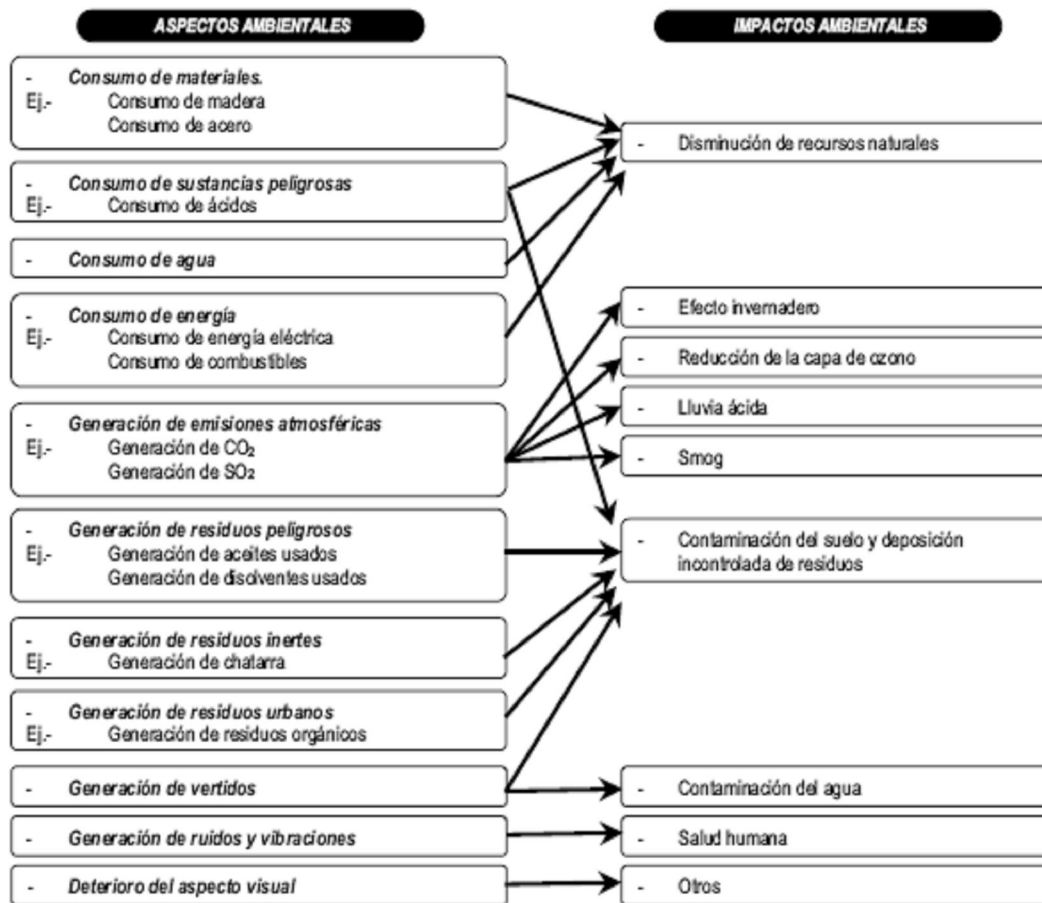 ASPECTOS AMBIENTALES
- Consumo de materiales.
Ej.- Consumo de madera
Consumo de acero
- Consumo de sustancias peligrosas
Ej.- Consumo de ácidos
- Consumo de agua
- Consumo de energía
Ej.- Consumo de energía eléctrica
Consumo de combustibles
- Generación de emisiones atmosféricas
Ej.- Generación de CO₂
Generación de SO₂
- Generación de residuos peligrosos
Ej.- Generación de aceites usados
Generación de disolventes usados
- Generación de residuos inertes
Ej.- Generación de chatarra
- Generación de residuos urbanos
Ej.- Generación de residuos orgánicos
- Generación de vertidos
- Generación de ruidos y vibraciones
- Deterioro del aspecto visual
IMPACTOS AMBIENTALES
- Disminución de recursos naturales
- Efecto invernadero
- Reducción de la capa de ozono
- Lluvia ácida
- Smog
- Contaminación del suelo y deposición
incontrolada de residuos
- Contaminación del agua
- Salud humana
- Otros